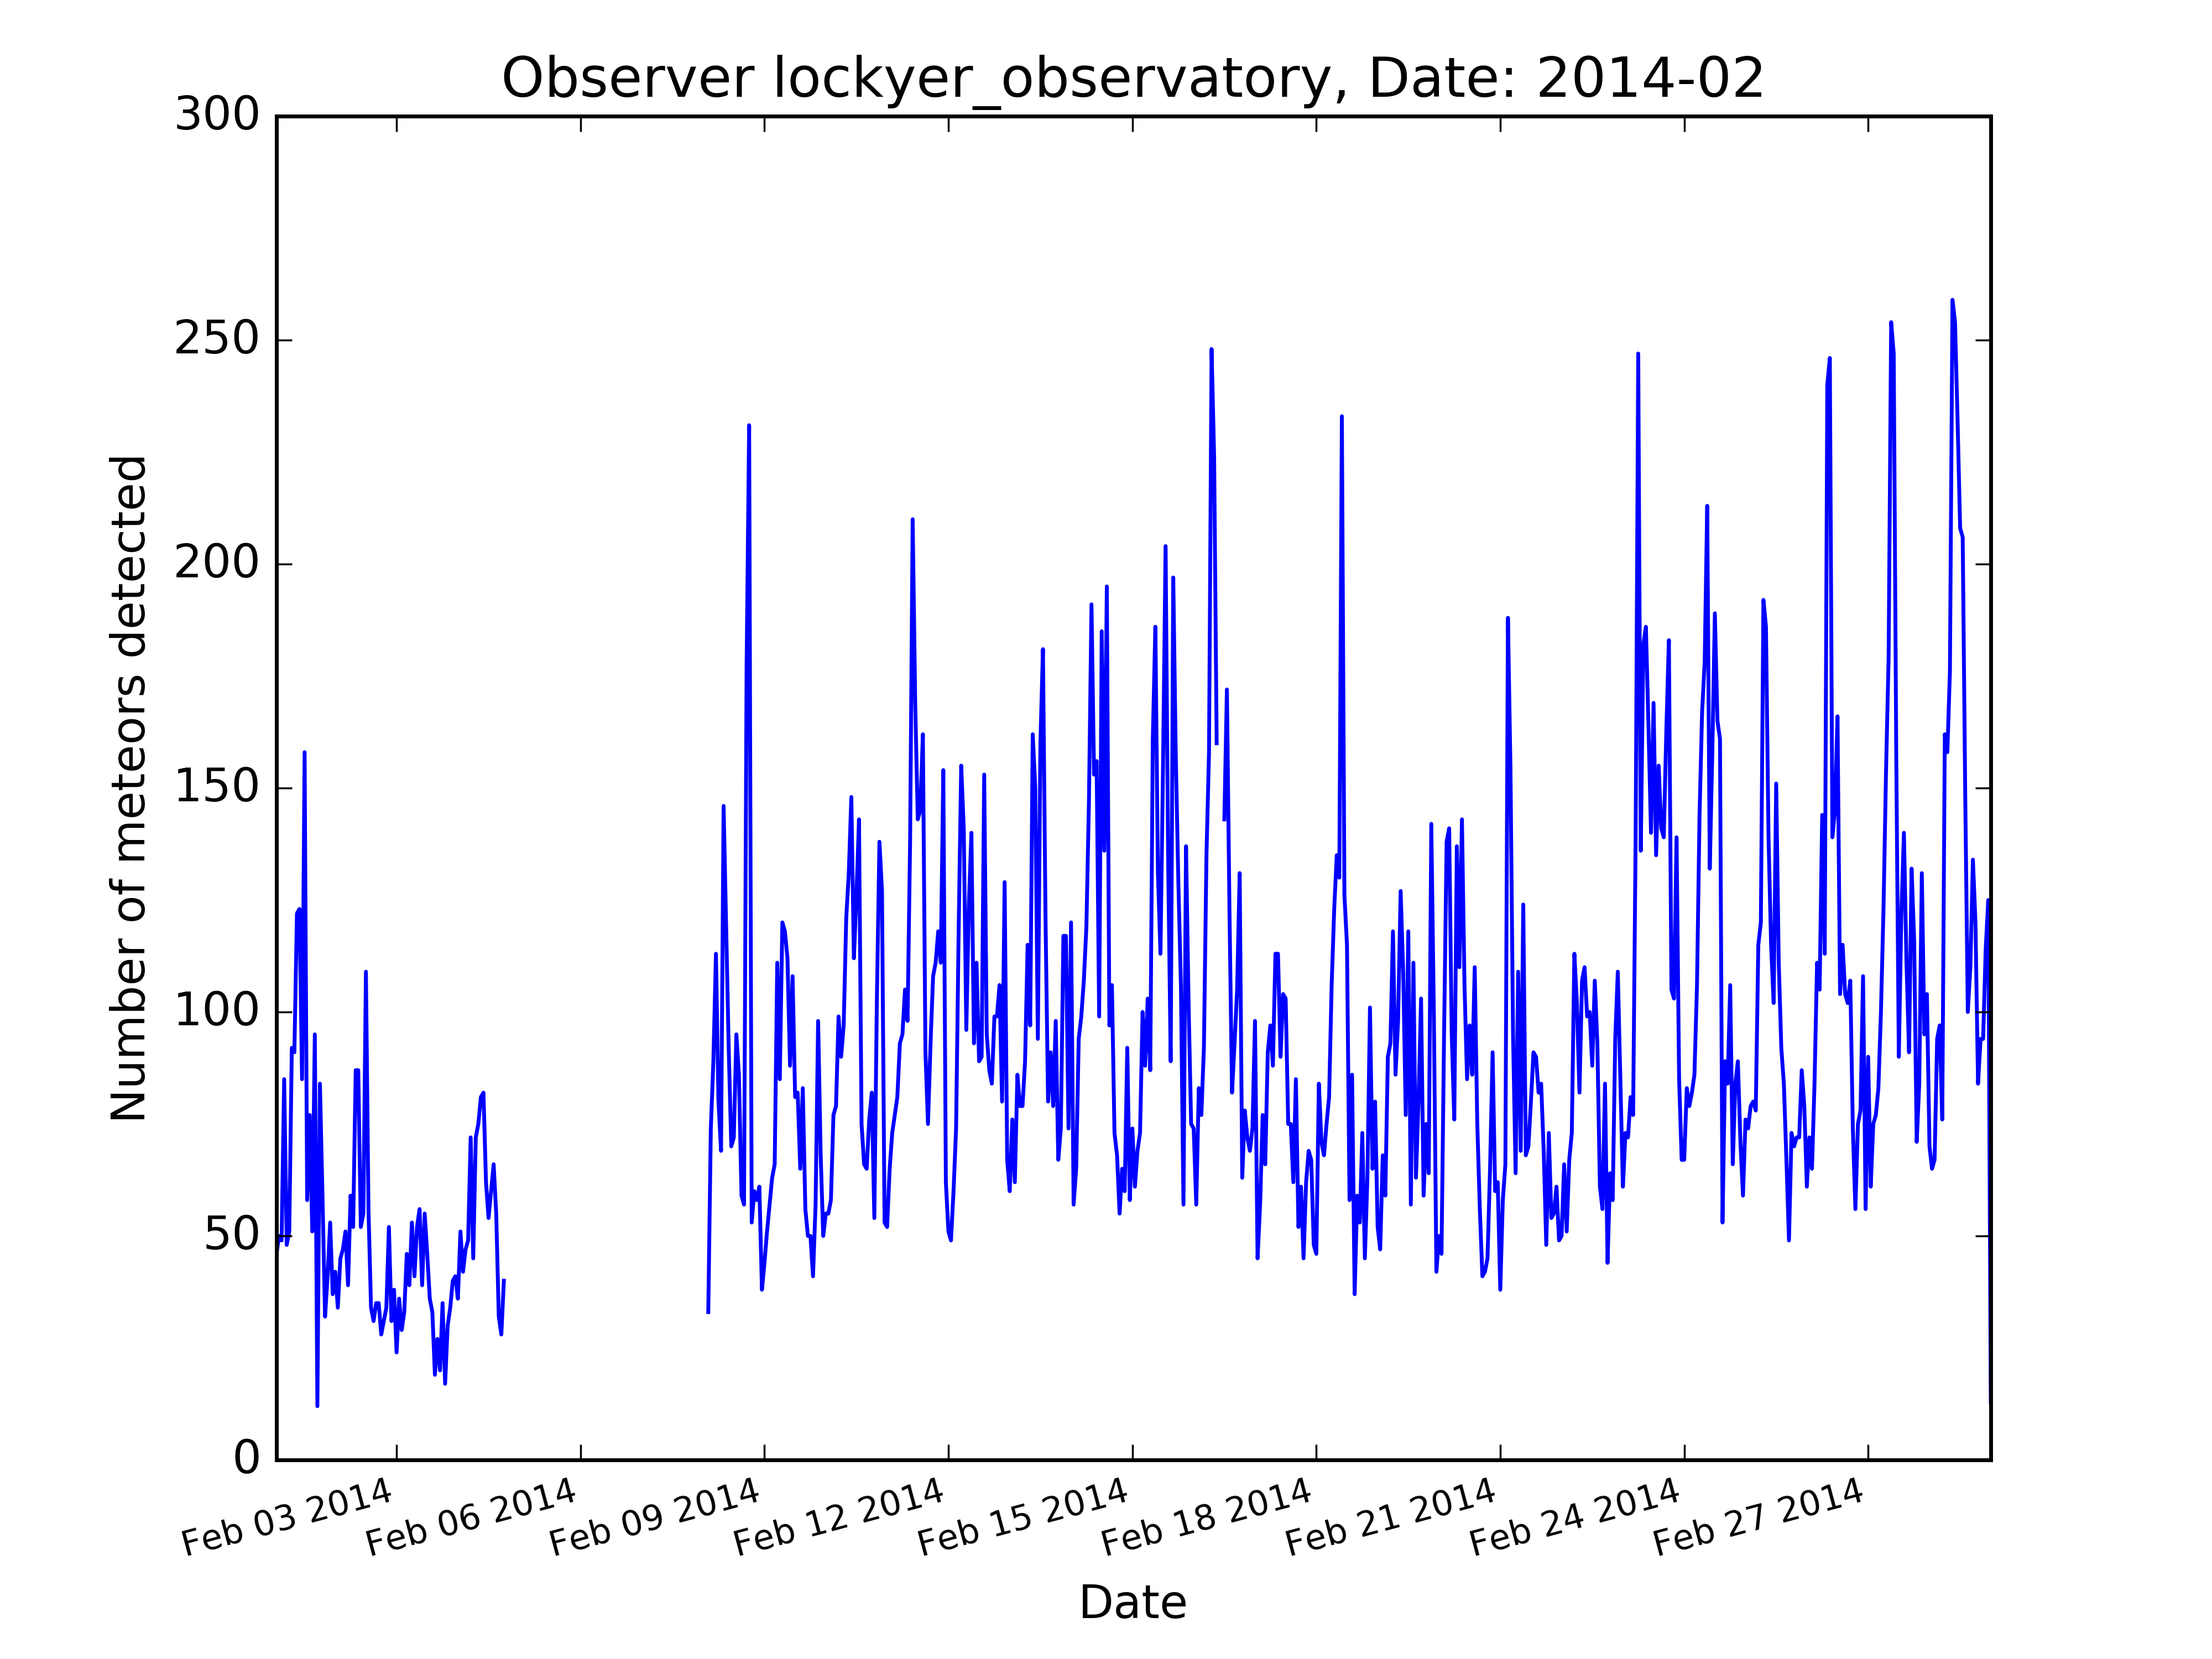 Observer lockyer_observatory, Date: 2014-02
300
250
200
150
100
50
0
Number of meteors detected
Feb 03 2014
Feb 06 2014
Feb 09 2014
Feb 12 2014
Feb 15 2014
Feb 18 2014
Feb 21 2014
Feb 24 2014
Feb 27 2014
Date